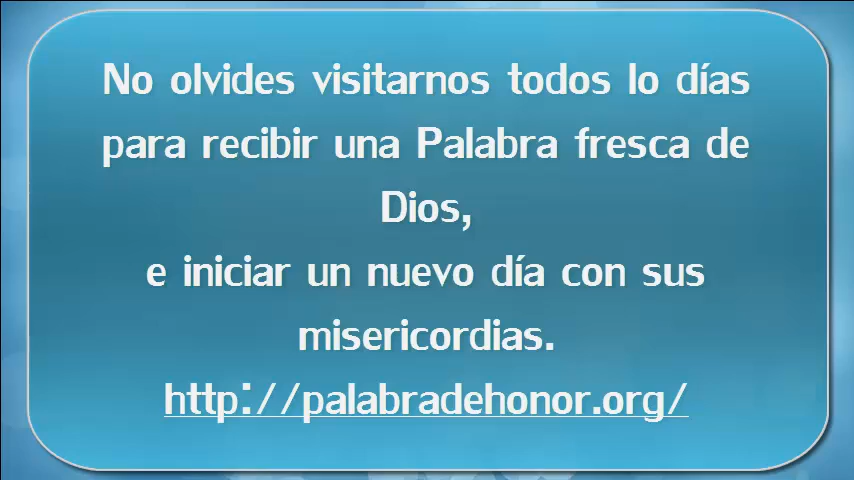 No olvides visitarnos todos lo días
para recibir una Palabra fresca de
Dios,
e iniciar un nuevo día con sus
misericordias.
http://palabradehonor.org/